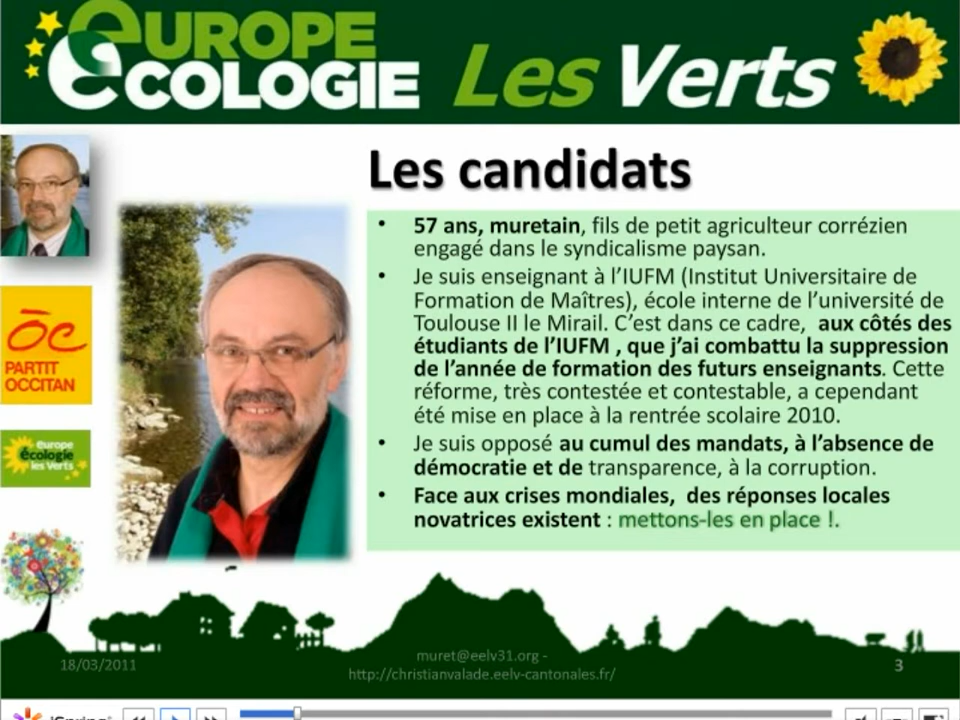 EUROPE
ECOLOGIE Les Verts
Les candidats
• 57 ans, muretain, fils de petit agriculteur corrézien
engagé dans le syndicalisme paysan.
• Je suis enseignant à l'IUFM (Institut Universitaire de
Formation de Maîtres), école interne de l'université de
Toulouse II le Mirail. C'est dans ce cadre, aux côtés des
étudiants de l'IUFM , que j'ai combattu la suppression
de l'année de formation des futurs enseignants. Cette
réforme, très contestée et contestable, a cependant
été mise en place à la rentrée scolaire 2010.
• Je suis opposé au cumul des mandats, à l'absence de
démocratie et de transparence, à la corruption.
• Face aux crises mondiales, des réponses locales
novatrices existent : mettons-les en place !.
òc
PARTIT
OCCITAN
europe
écologie
les Verts
18/03/2011
muret@eelv31.org -
http://christianvalade.eelv-cantonales.fr/
3
iSpring